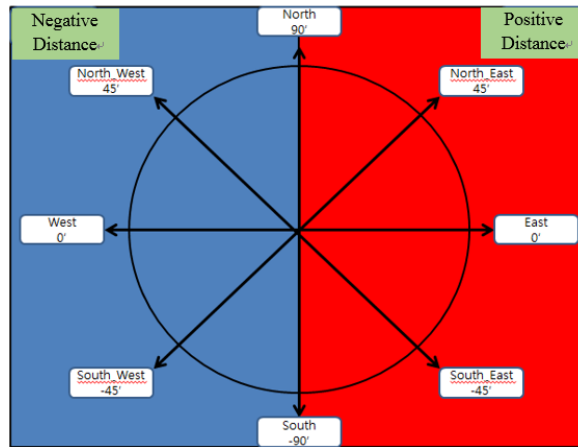 Negative
Distance
North
90'
Positive
Distance
North_West
45'
North_East
45'
West
0'
East
0'
South_West
-45'
South_East
-45'
South
-90'